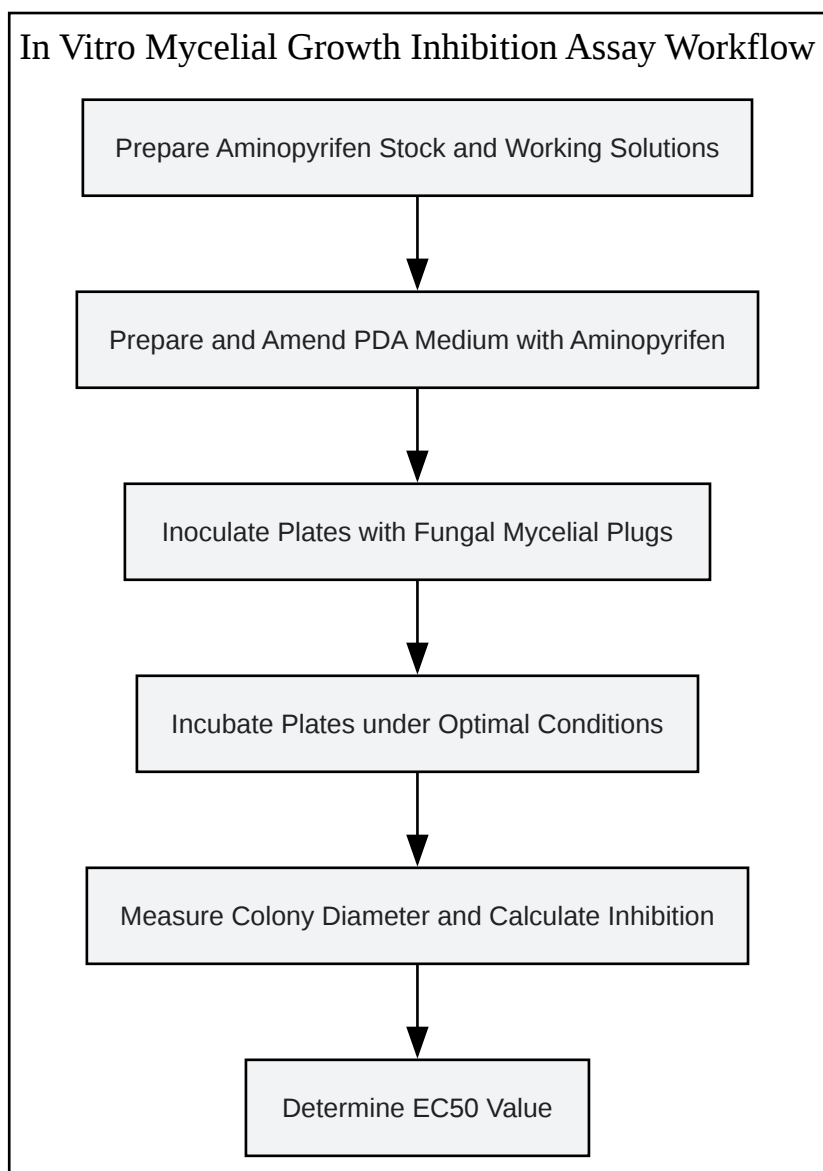 In Vitro Mycelial Growth Inhibition Assay Workflow
Prepare Aminopyrifen Stock and Working Solutions
Prepare and Amend PDA Medium with Aminopyrifen
Inoculate Plates with Fungal Mycelial Plugs
Incubate Plates under Optimal Conditions
Measure Colony Diameter and Calculate Inhibition
Determine EC50 Value